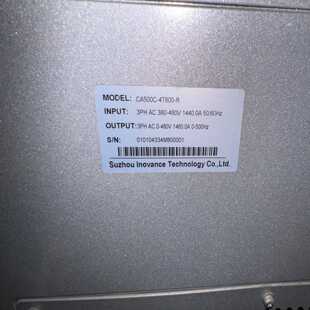 MODEL: CA500C-4T800-R
INPUT: 3PH AC 380-480V 1440.0A 50/60Hz
OUTPUT: 3PH AC 0-480V 1460.0A 0-500Hz
S/N: 010104334M800001
Suzhou Inovance Technology Co.,Ltd